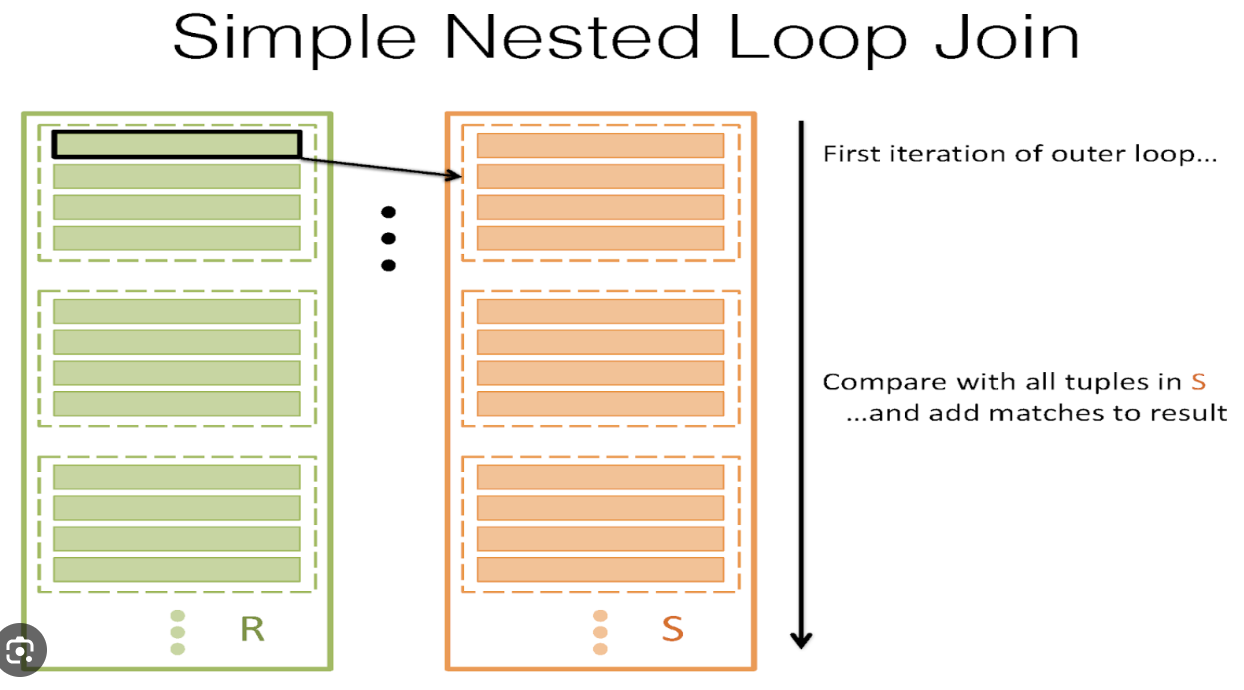 Simple Nested Loop Join
First iteration of outer loop...
Compare with all tuples in S
...and add matches to result
R
S